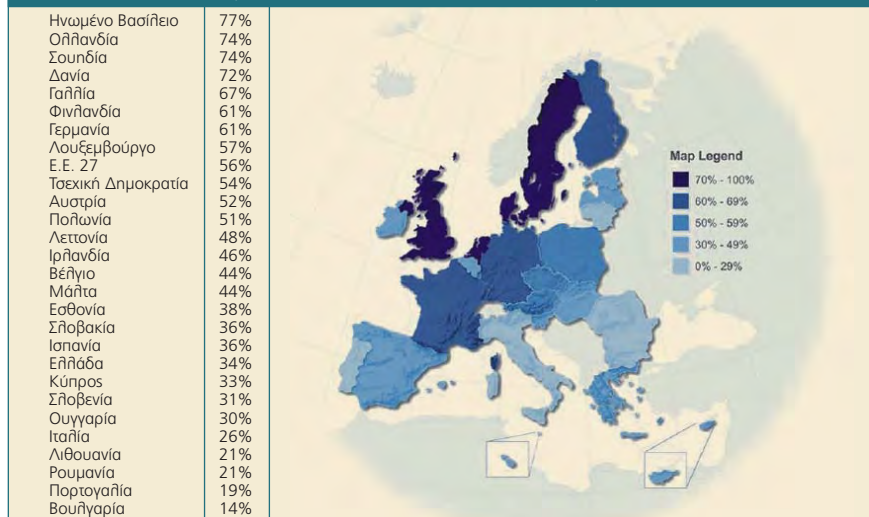 Ηνωμένο Βασίλειο 77%
Ολλανδία 74%
Σουηδία 74%
Δανία 72%
Γαλλία 67%
Φινλανδία 61%
Γερμανία 61%
Λουξεμβούργο 57%
Ε.Ε. 27 56%
Τσεχική Δημοκρατία 54%
Αυστρία 52%
Πολωνία 51%
Λεττονία 48%
Ιρλανδία 46%
Βέλγιο 44%
Μάλτα 44%
Εσθονία 38%
Σλοβακία 36%
Ισπανία 36%
Ελλάδα 34%
Κύπρος 33%
Σλοβενία 31%
Ουγγαρία 30%
Ιταλία 26%
Λιθουανία 21%
Ρουμανία 21%
Πορτογαλία 19%
Βουλγαρία 14%
Map Legend
70% - 100%
60% - 69%
50% - 59%
30% - 49%
0% - 29%